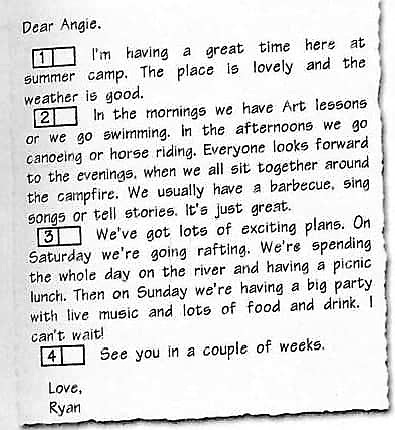 Dear Angie.
1 I'm having a great time here at
summer camp. The place is lovely and the
weather is good.
2 In the mornings we have Art lessons
or we go swimming. In the afternoons we go
canoeing or horse riding. Everyone looks forward
to the evenings, when we all sit together around
the campfire. We usually have a barbecue, sing
songs or tell stories. It's just great.
3 We've got lots of exciting plans. On
Saturday we're going rafting. We're spending
the whole day on the river and having a picnic
lunch. Then on Sunday we're having a big party
with live music and lots of food and drink. I
can't wait!
4 See you in a couple of weeks.
Love,
Ryan